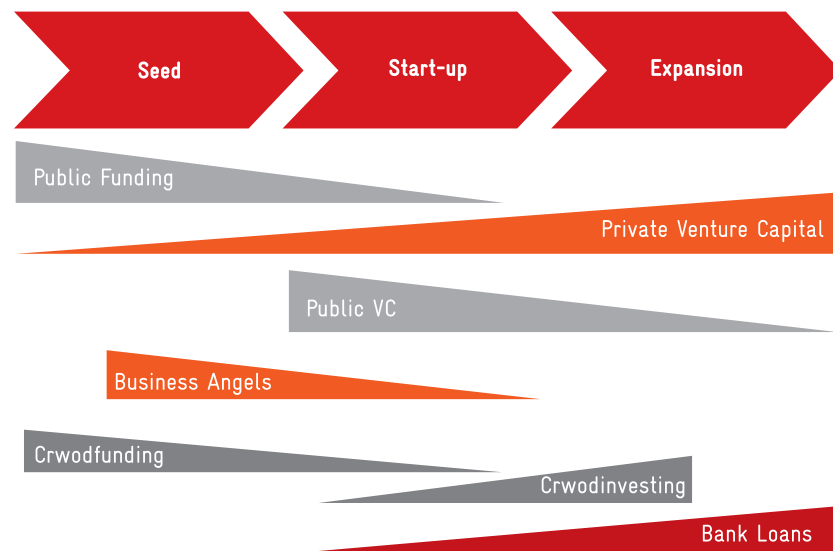 Seed
Start-up
Expansion
Public Funding
Private Venture Capital
Public VC
Business Angels
Crwodfunding
Crwodinvesting
Bank Loans